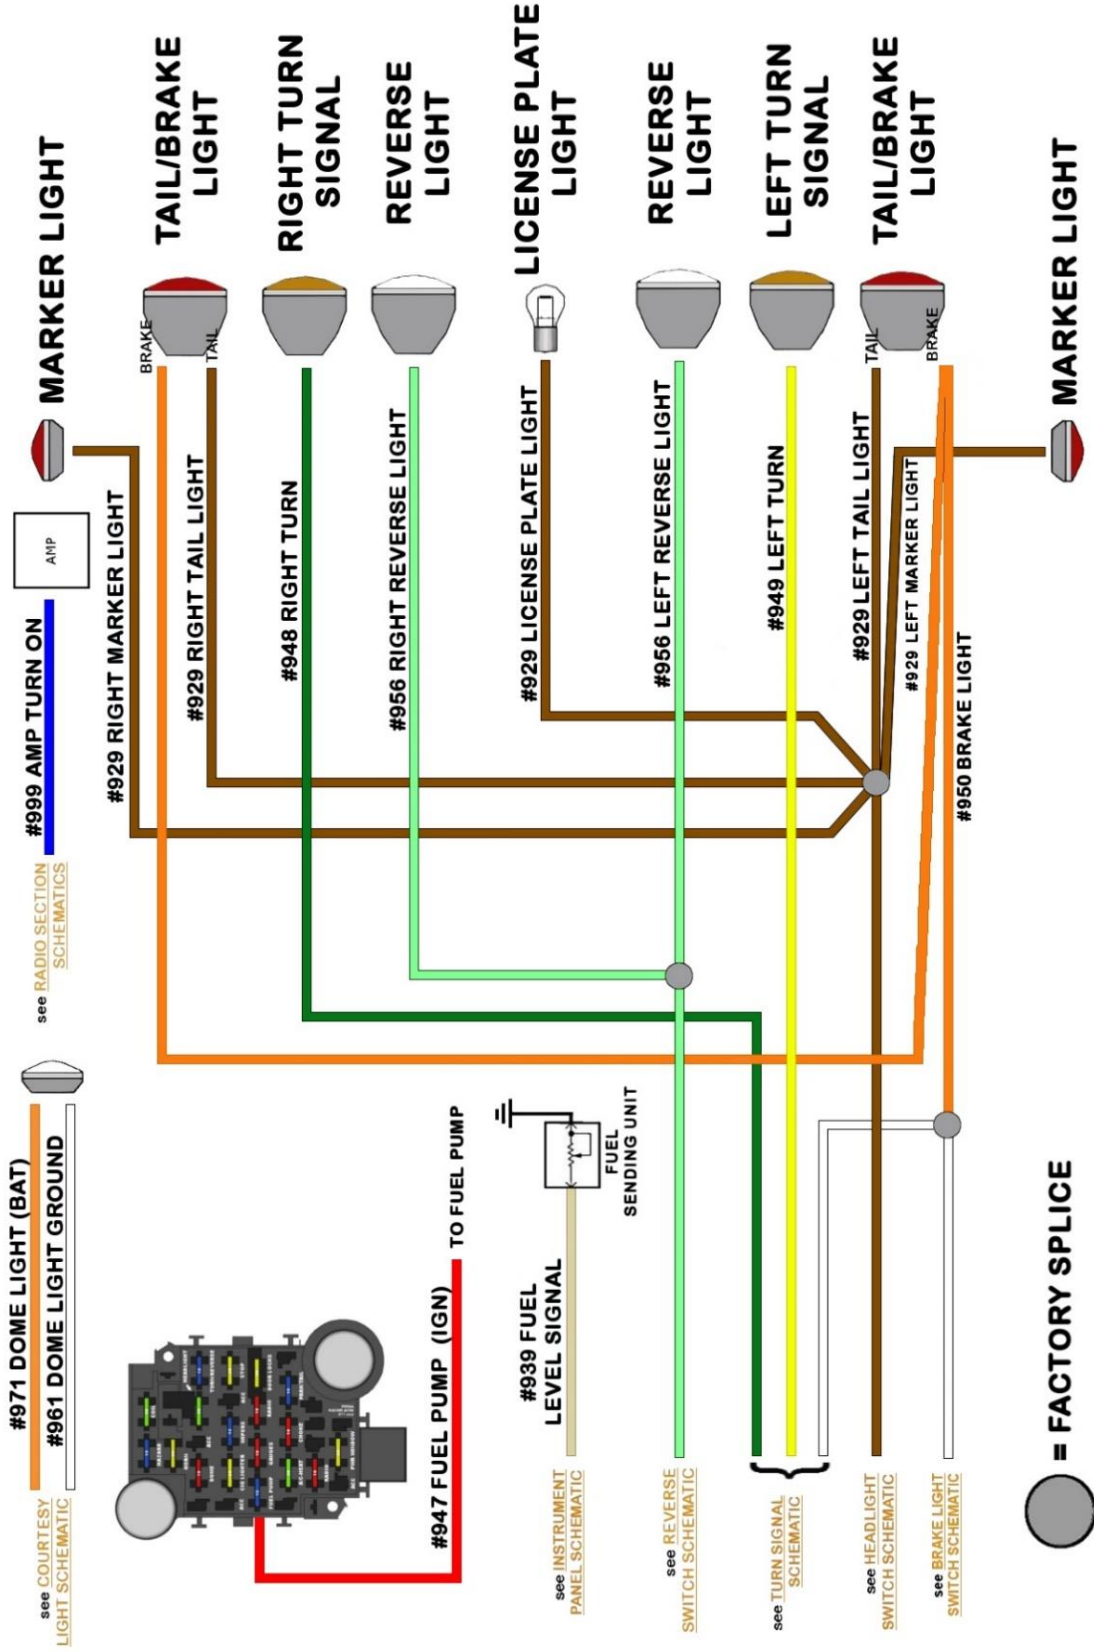 #971 DOME LIGHT (BAT)
#961 DOME LIGHT GROUND
see COURTESY
LIGHT SCHEMATIC
#999 AMP TURN ON
AMP
see RADIO SECTION
SCHEMATICS
MARKER LIGHT
#929 RIGHT MARKER LIGHT
TAIL/BRAKE
LIGHT
BRAKE
TAIL
#929 RIGHT TAIL LIGHT
RIGHT TURN
SIGNAL
#948 RIGHT TURN
REVERSE
LIGHT
#956 RIGHT REVERSE LIGHT
#947 FUEL PUMP (IGN)
TO FUEL PUMP
LICENSE PLATE
LIGHT
#929 LICENSE PLATE LIGHT
#939 FUEL
LEVEL SIGNAL
FUEL
SENDING UNIT
see INSTRUMENT
PANEL SCHEMATIC
REVERSE
LIGHT
#956 LEFT REVERSE LIGHT
see REVERSE
SWITCH SCHEMATIC
LEFT TURN
SIGNAL
#949 LEFT TURN
see TURN SIGNAL
SCHEMATIC
TAIL/BRAKE
LIGHT
TAIL
BRAKE
#929 LEFT TAIL LIGHT
#929 LEFT MARKER LIGHT
see HEADLIGHT
SWITCH SCHEMATIC
#950 BRAKE LIGHT
see BRAKE LIGHT
SWITCH SCHEMATIC
MARKER LIGHT
= FACTORY SPLICE